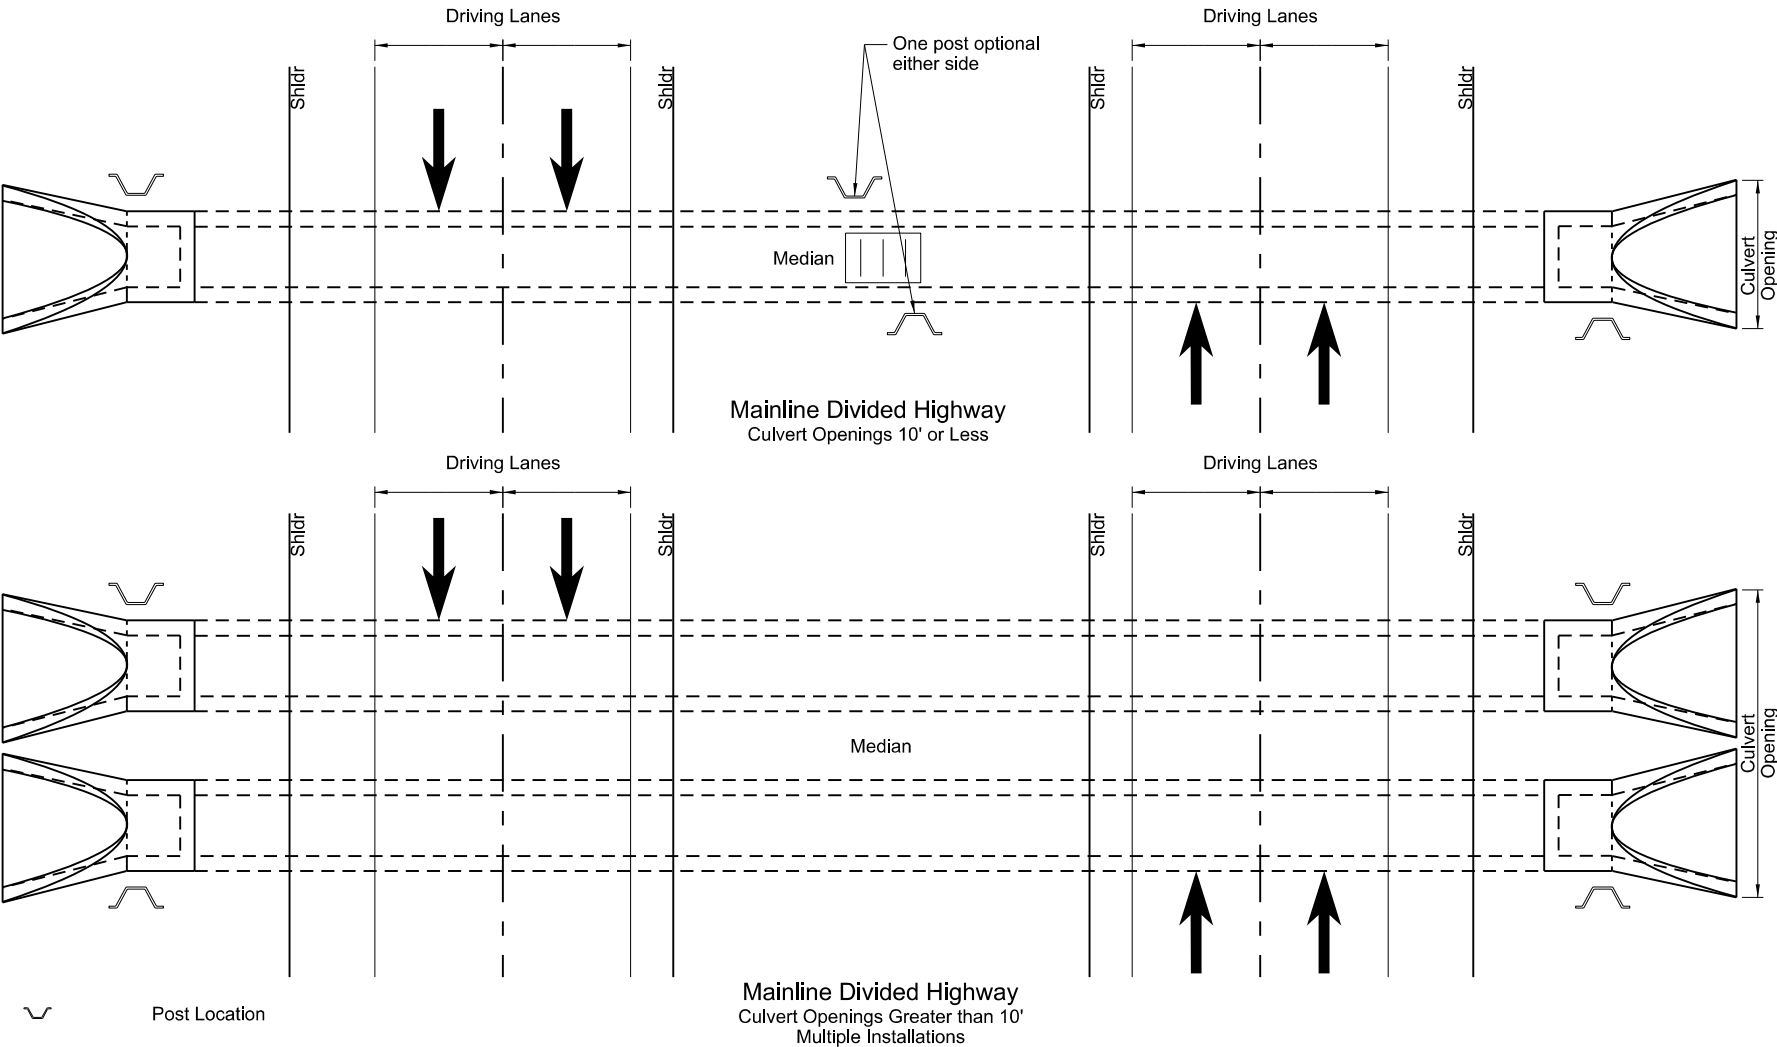 Driving Lanes
Driving Lanes
One post optional
either side
Shldr
Shldr
Shldr
Shldr
Median
Culvert
Opening
Mainline Divided Highway
Culvert Openings 10' or Less
Driving Lanes
Driving Lanes
Shldr
Shldr
Shldr
Shldr
Median
Culvert
Opening
Mainline Divided Highway
Culvert Openings Greater than 10'
Multiple Installations
Post Location